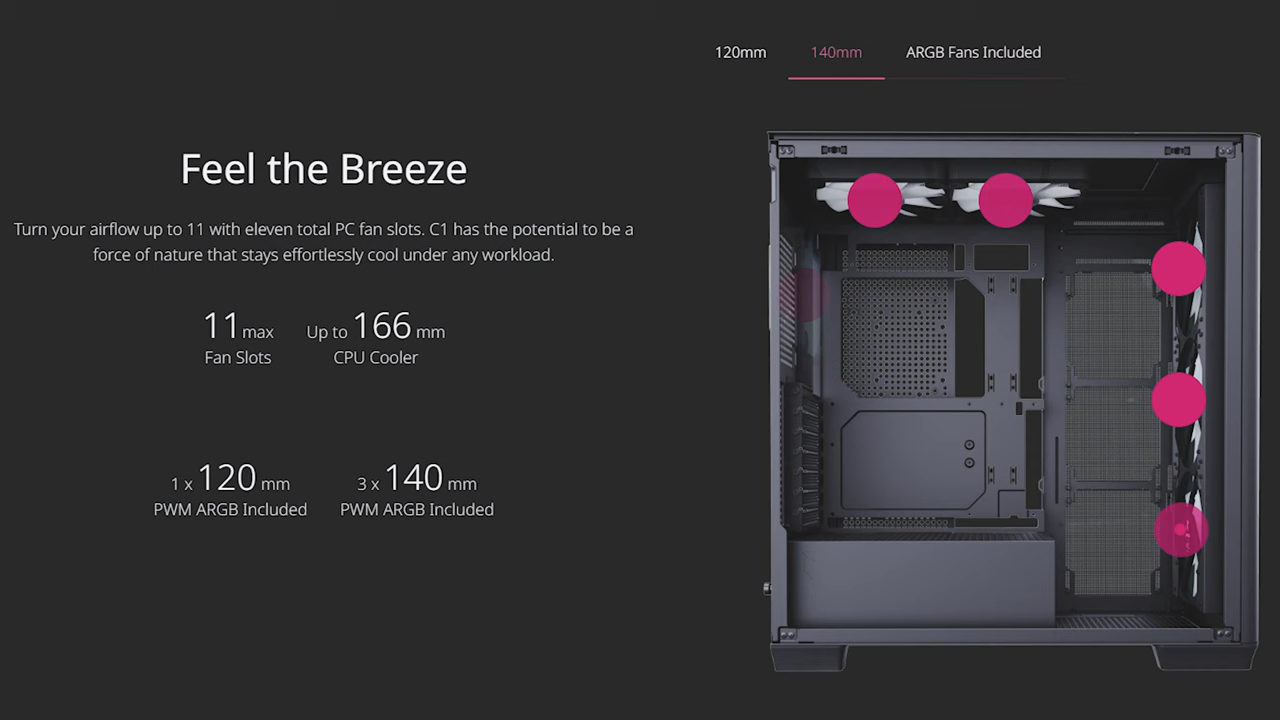 120mm 140mm ARGB Fans Included
Feel the Breeze
Turn your airflow up to 11 with eleven total PC fan slots. C1 has the potential to be a
force of nature that stays effortlessly cool under any workload.
11 max Up to 166 mm
Fan Slots CPU Cooler
1 x 120 mm 3 x 140 mm
PWM ARGB Included PWM ARGB Included